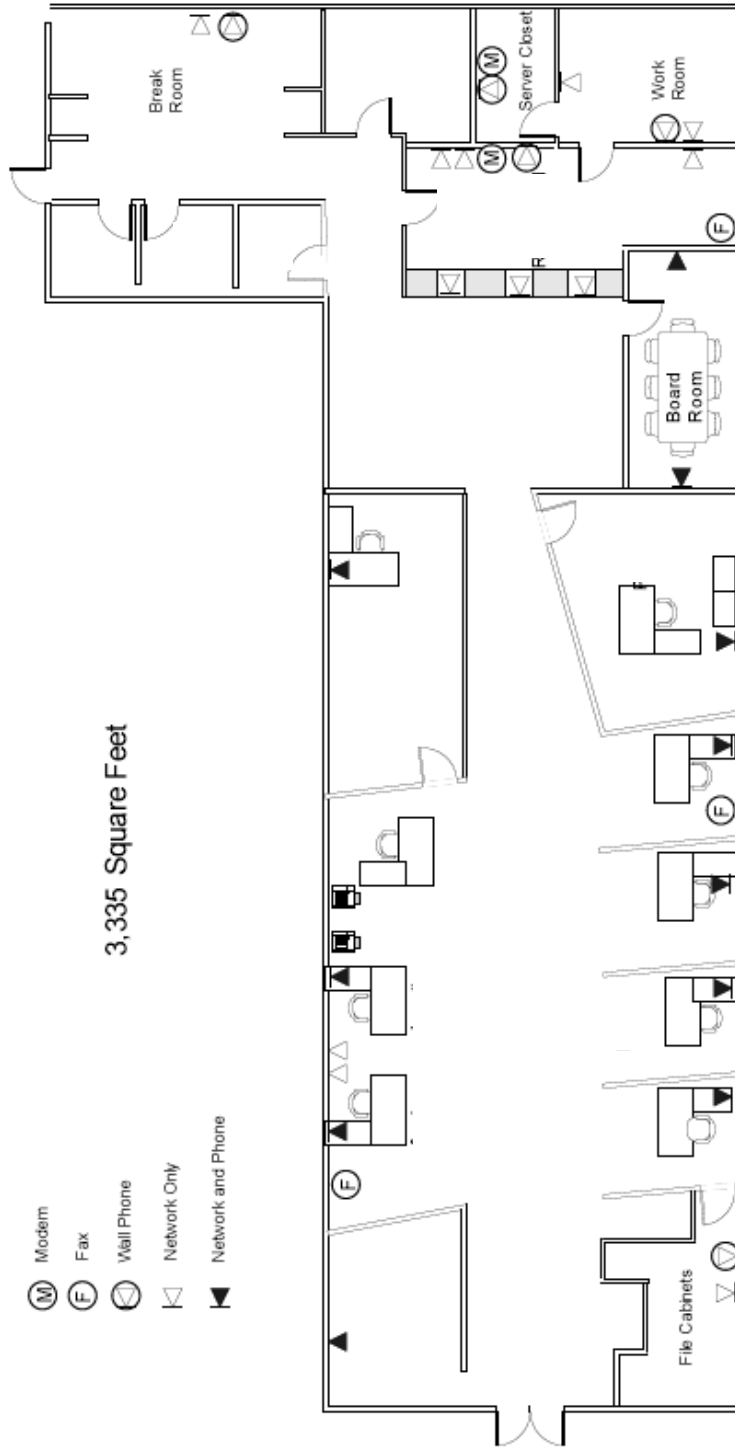 3,335 Square Feet
M Modem
F Fax
Wall Phone
Network Only
Network and Phone
Break
Room
M
Server Closet
Work
Room
M
F
R
Board
Room
F
F
F
File Cabinets